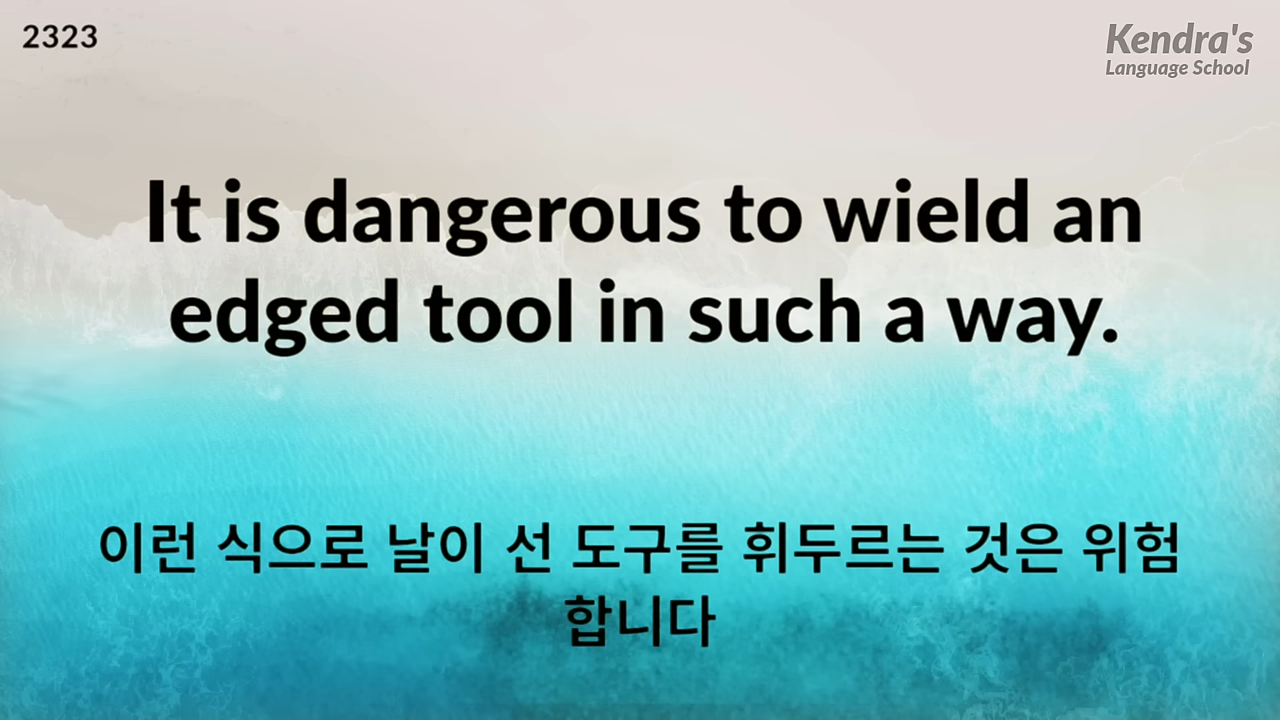 2323
Kendra's
Language School
It is dangerous to wield an
edged tool in such a way.
이런 식으로 날이 선 도구를 휘두르는 것은 위험
합니다